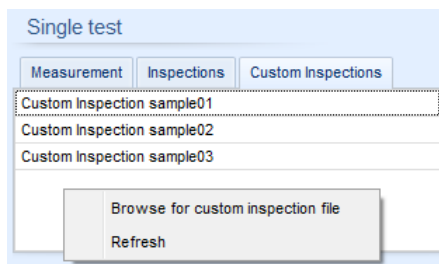 Single test
Measurement Inspections Custom Inspections
Custom Inspection sample01
Custom Inspection sample02
Custom Inspection sample03
Browse for custom inspection file
Refresh